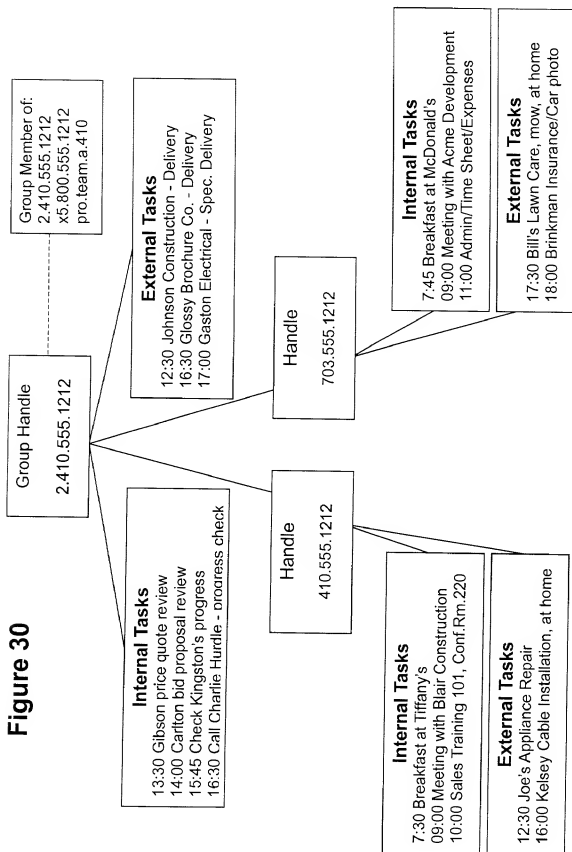 Figure 30
Group Handle
2.410.555.1212
Group Member of:
2.410.555.1212
x5.800.555.1212
pro.team.a.410
Internal Tasks
13:30 Gibson price quote review
14:00 Carlton bid proposal review
15:45 Check Kingston's progress
16:30 Call Charlie Hurdle - progress check
External Tasks
12:30 Johnson Construction - Delivery
16:30 Glossy Brochure Co. - Delivery
17:00 Gaston Electrical - Spec. Delivery
Handle
410.555.1212
Handle
703.555.1212
Internal Tasks
7:30 Breakfast at Tiffany's
09:00 Meeting with Blair Construction
10:00 Sales Training 101, Conf.Rm.220
External Tasks
12:30 Joe's Appliance Repair
16:00 Kelsey Cable Installation, at home
Internal Tasks
7:45 Breakfast at McDonald's
09:00 Meeting with Acme Development
11:00 Admin/Time Sheet/Expenses
External Tasks
17:30 Bill's Lawn Care, mow, at home
18:00 Brinkman Insurance/Car photo